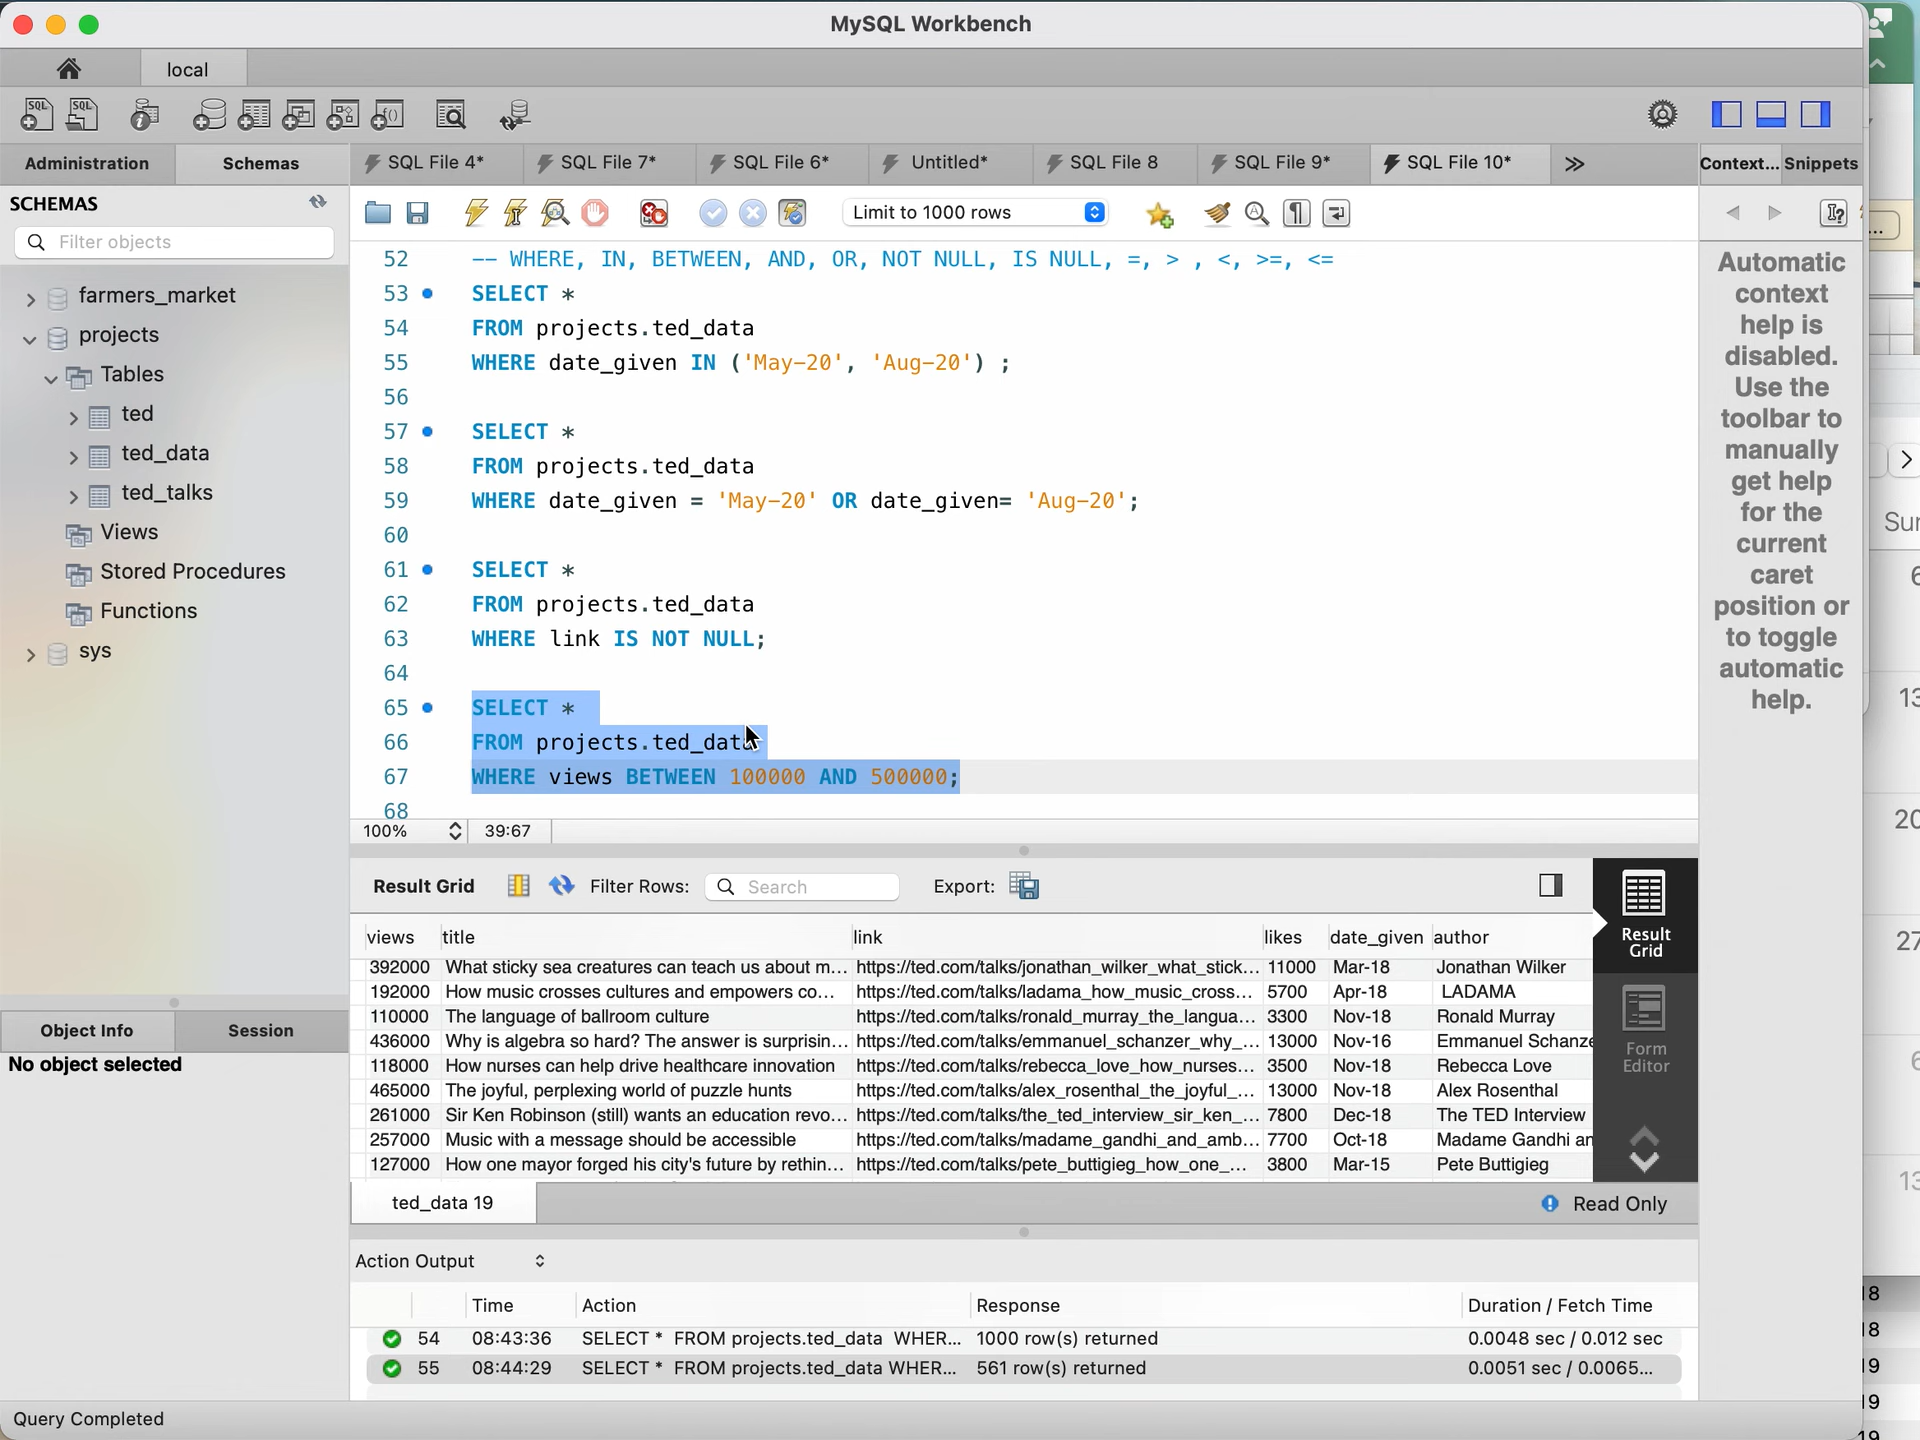 MySQL Workbench
local
Administration
Schemas
SQL File 4*
SQL File 7*
SQL File 6*
Untitled*
SQL File 8
SQL File 9*
SQL File 10*
Context...
Snippets
SCHEMAS
Filter objects
Limit to 1000 rows
farmers_market
projects
Tables
ted
ted_data
ted_talks
Views
Stored Procedures
Functions
sys
52 -- WHERE, IN, BETWEEN, AND, OR, NOT NULL, IS NULL, =, > , <, >=, <=
53 SELECT *
54 FROM projects.ted_data
55 WHERE date_given IN ('May-20', 'Aug-20') ;
56
57 SELECT *
58 FROM projects.ted_data
59 WHERE date_given = 'May-20' OR date_given= 'Aug-20';
60
61 SELECT *
62 FROM projects.ted_data
63 WHERE link IS NOT NULL;
64
65 SELECT *
66 FROM projects.ted_data
67 WHERE views BETWEEN 100000 AND 500000;
68
100%
39:67
Automatic
context
help is
disabled.
Use the
toolbar to
manually
get help
for the
current
caret
position or
to toggle
automatic
help.
Result Grid
Filter Rows:
Search
Export:
views title link likes date_given author
392000 What sticky sea creatures can teach us about m... https://ted.com/talks/jonathan_wilker_what_stick... 11000 Mar-18 Jonathan Wilker
192000 How music crosses cultures and empowers co... https://ted.com/talks/ladama_how_music_cross... 5700 Apr-18 LADAMA
110000 The language of ballroom culture https://ted.com/talks/ronald_murray_the_langua... 3300 Nov-18 Ronald Murray
436000 Why is algebra so hard? The answer is surprisin... https://ted.com/talks/emmanuel_schanzer_why_... 13000 Nov-16 Emmanuel Schanze
118000 How nurses can help drive healthcare innovation https://ted.com/talks/rebecca_love_how_nurses... 3500 Nov-18 Rebecca Love
465000 The joyful, perplexing world of puzzle hunts https://ted.com/talks/alex_rosenthal_the_joyful_... 13000 Nov-18 Alex Rosenthal
261000 Sir Ken Robinson (still) wants an education revo... https://ted.com/talks/the_ted_interview_sir_ken_... 7800 Dec-18 The TED Interview
257000 Music with a message should be accessible https://ted.com/talks/madame_gandhi_and_amb... 7700 Oct-18 Madame Gandhi an
127000 How one mayor forged his city's future by rethin... https://ted.com/talks/pete_buttigieg_how_one_... 3800 Mar-15 Pete Buttigieg
Result
Grid
Form
Editor
ted_data 19
Read Only
Object Info
Session
No object selected
Action Output
Time Action Response Duration / Fetch Time
54 08:43:36 SELECT * FROM projects.ted_data WHER... 1000 row(s) returned 0.0048 sec / 0.012 sec
55 08:44:29 SELECT * FROM projects.ted_data WHER... 561 row(s) returned 0.0051 sec / 0.0065...
Query Completed